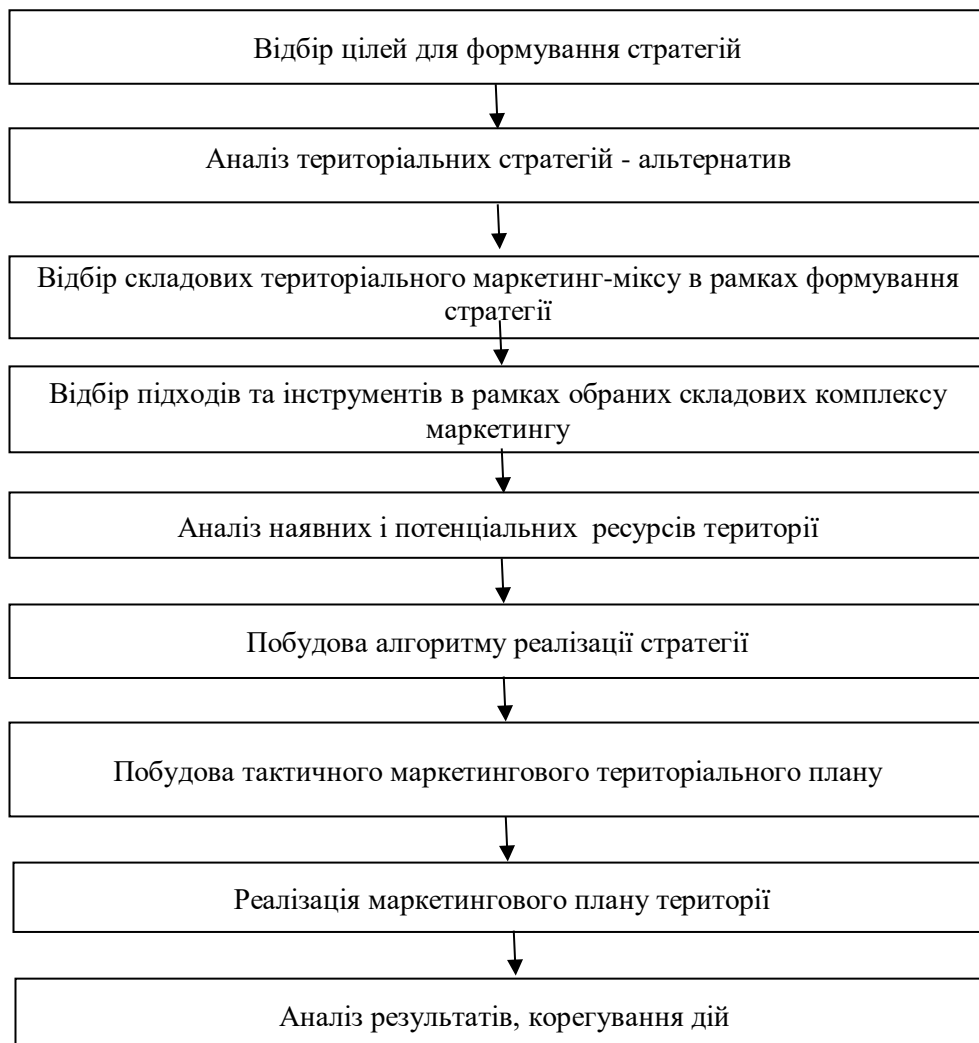 Відбір цілей для формування стратегій
Аналіз територіальних стратегій - альтернатив
Відбір складових територіального маркетинг-міксу в рамках формування
стратегії
Відбір підходів та інструментів в рамках обраних складових комплексу
маркетингу
Аналіз наявних і потенціальних ресурсів території
Побудова алгоритму реалізації стратегії
Побудова тактичного маркетингового територіального плану
Реалізація маркетингового плану території
Аналіз результатів, корегування дій